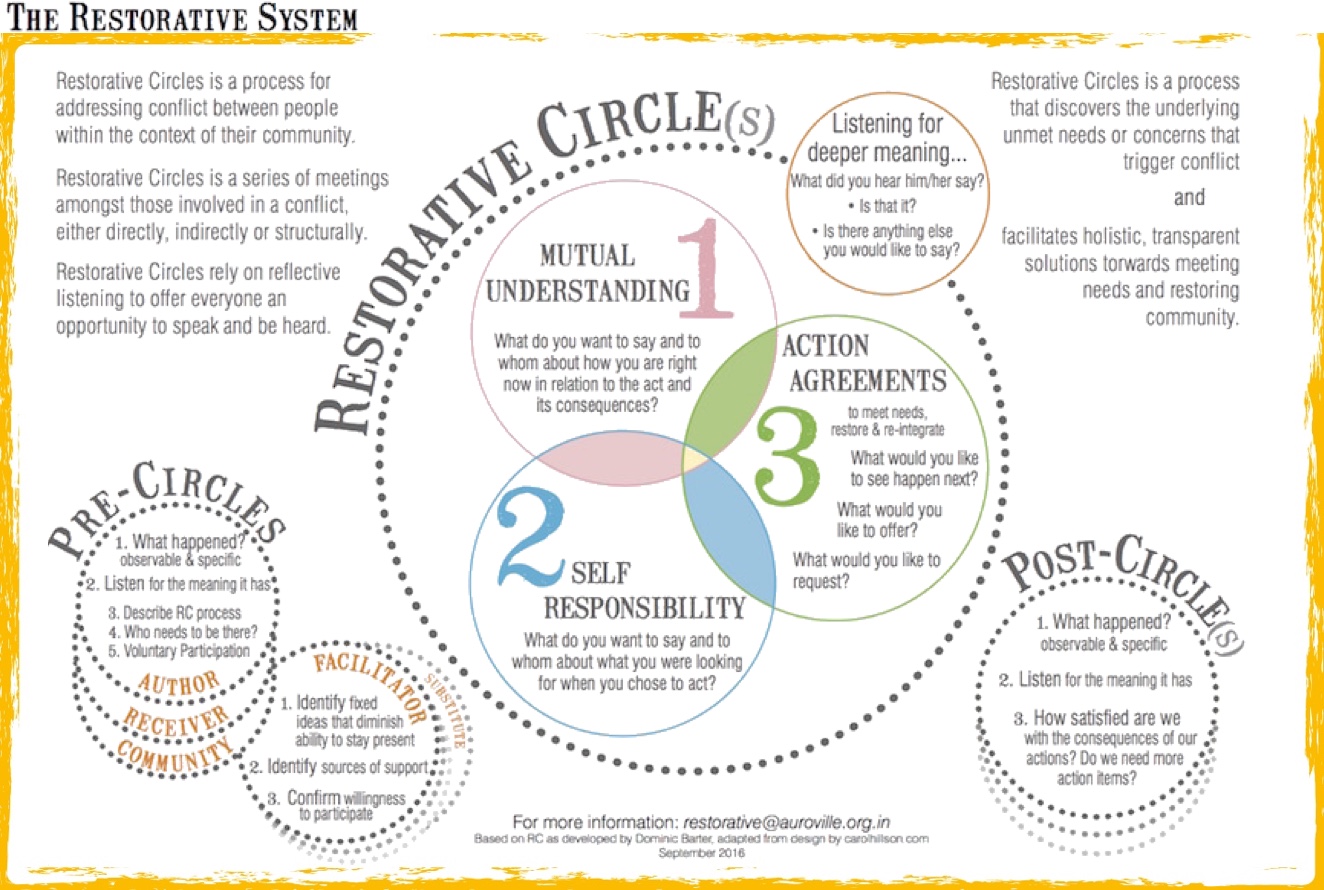 THE RESTORATIVE SYSTEM
Restorative Circles is a process for
addressing conflict between people
within the context of their community.
Restorative Circles is a series of meetings
amongst those involved in a conflict,
either directly, indirectly or structurally.
Restorative Circles rely on reflective
listening to offer everyone an
opportunity to speak and be heard.
RESTORATIVE CIRCLE(S)
Listening for
deeper meaning...
What did you hear him/her say?
• Is that it?
• Is there anything else
you would like to say?
Restorative Circles is a process
that discovers the underlying
unmet needs or concerns that
trigger conflict
and
facilitates holistic, transparent
solutions torwards meeting
needs and restoring
community.
1
MUTUAL
UNDERSTANDING
What do you want to say and to
whom about how you are right
now in relation to the act and
its consequences?
2
SELF
RESPONSIBILITY
What do you want to say and to
whom about what you were looking
for when you chose to act?
ACTION
AGREEMENTS
3
to meet needs,
restore & re-integrate
What would you like
to see happen next?
What would you
like to offer?
What would you like to
request?
PRE-CIRCLES
1. What happened?
observable & specific
2. Listen for the meaning it has
3. Describe RC process
4. Who needs to be there?
5. Voluntary Participation
AUTHOR
RECEIVER
COMMUNITY
FACILITATOR
SUBSTITUTE
1. Identify fixed
ideas that diminish
ability to stay present
2. Identify sources of support
3. Confirm willingness
to participate
POST-CIRCLE(S)
1. What happened?
observable & specific
2. Listen for the meaning it has
3. How satisfied are we
with the consequences of our
actions? Do we need more
action items?
For more information: restorative@auroville.org.in
Based on RC as developed by Dominic Barter, adapted from design by carolhillson.com
September 2016